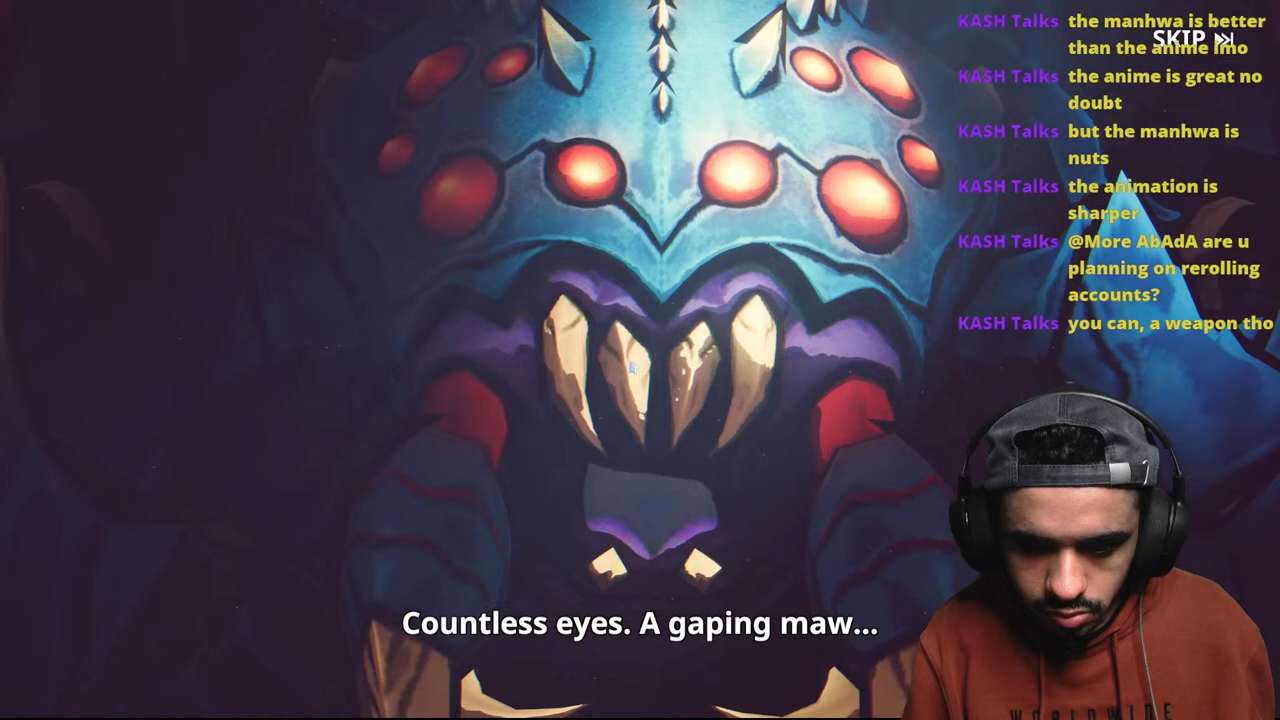 KASH Talks the manhwa is better
SKIP
than the anime imo
KASH Talks the anime is great no
doubt
KASH Talks but the manhwa is
nuts
KASH Talks the animation is
sharper
KASH Talks @More AbAdA are u
planning on rerolling
accounts?
KASH Talks you can, a weapon tho
Countless eyes. A gaping maw...
WORLDWIDE